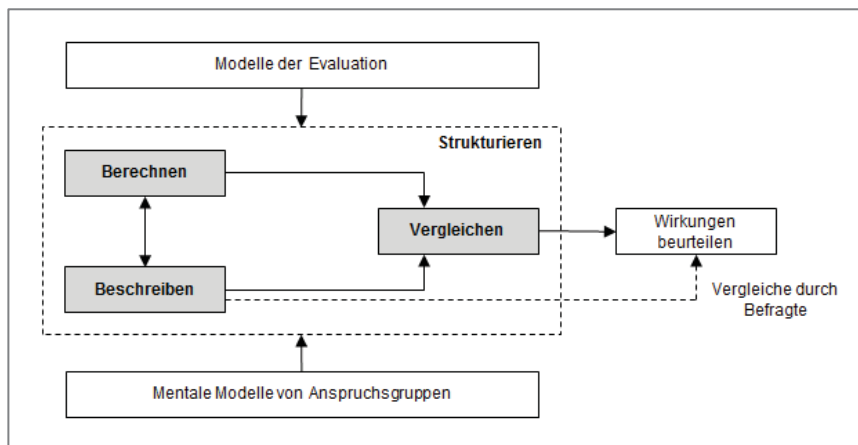 Modelle der Evaluation
Strukturieren
Berechnen
Vergleichen
Wirkungen
beurteilen
Beschreiben
Vergleiche durch
Befragte
Mentale Modelle von Anspruchsgruppen